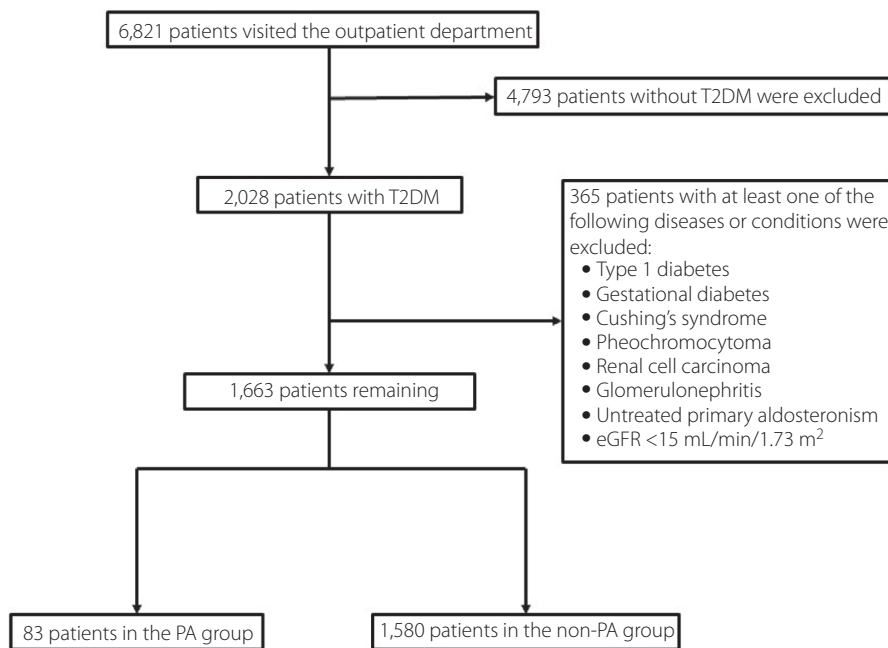 6,821 patients visited the outpatient department
4,793 patients without T2DM were excluded
2,028 patients with T2DM
365 patients with at least one of the
following diseases or conditions were
excluded:
• Type 1 diabetes
• Gestational diabetes
• Cushing's syndrome
• Pheochromocytoma
• Renal cell carcinoma
• Glomerulonephritis
• Untreated primary aldosteronism
• eGFR <15 mL/min/1.73 m²
1,663 patients remaining
83 patients in the PA group
1,580 patients in the non-PA group